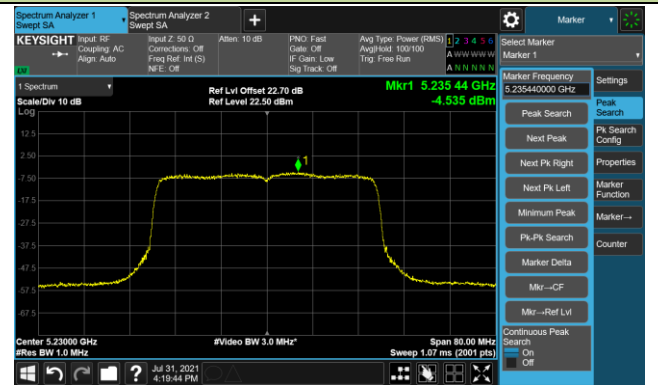 Spectrum Analyzer 1
Swept SA
Spectrum Analyzer 2
Swept SA
+
Marker
KEYSIGHT
Input: RF
Coupling: AC
Align: Auto
Input Z: 50 Ω
Corrections: Off
Freq Ref: Int (S)
NFE: Off
Atten: 10 dB
PNO: Fast
Gate: Off
IF Gain: Low
Sig Track: Off
Avg Type: Power (RMS)
Avg|Hold: 100/100
Trig: Free Run
1 2 3 4 5 6
A W W W W W
A N N N N N
LXI
Select Marker
Marker 1
1 Spectrum
Scale/Div 10 dB
Log
Ref Lvl Offset 22.70 dB
Ref Level 22.50 dBm
Mkr1 5.235 44 GHz
-4.535 dBm
1
12.5
2.50
-7.50
-17.5
-27.5
-37.5
-47.5
-57.5
-67.5
Center 5.23000 GHz
#Res BW 1.0 MHz
#Video BW 3.0 MHz*
Span 80.00 MHz
Sweep 1.07 ms (2001 pts)
Marker Frequency
5.235440000 GHz
Peak Search
Next Peak
Next Pk Right
Next Pk Left
Minimum Peak
Pk-Pk Search
Marker Delta
Mkr→CF
Mkr→Ref Lvl
Continuous Peak
Search
On
Off
Settings
Peak
Search
Pk Search
Config
Properties
Marker
Function
Marker→
Counter
?
Jul 31, 2021
4:19:44 PM